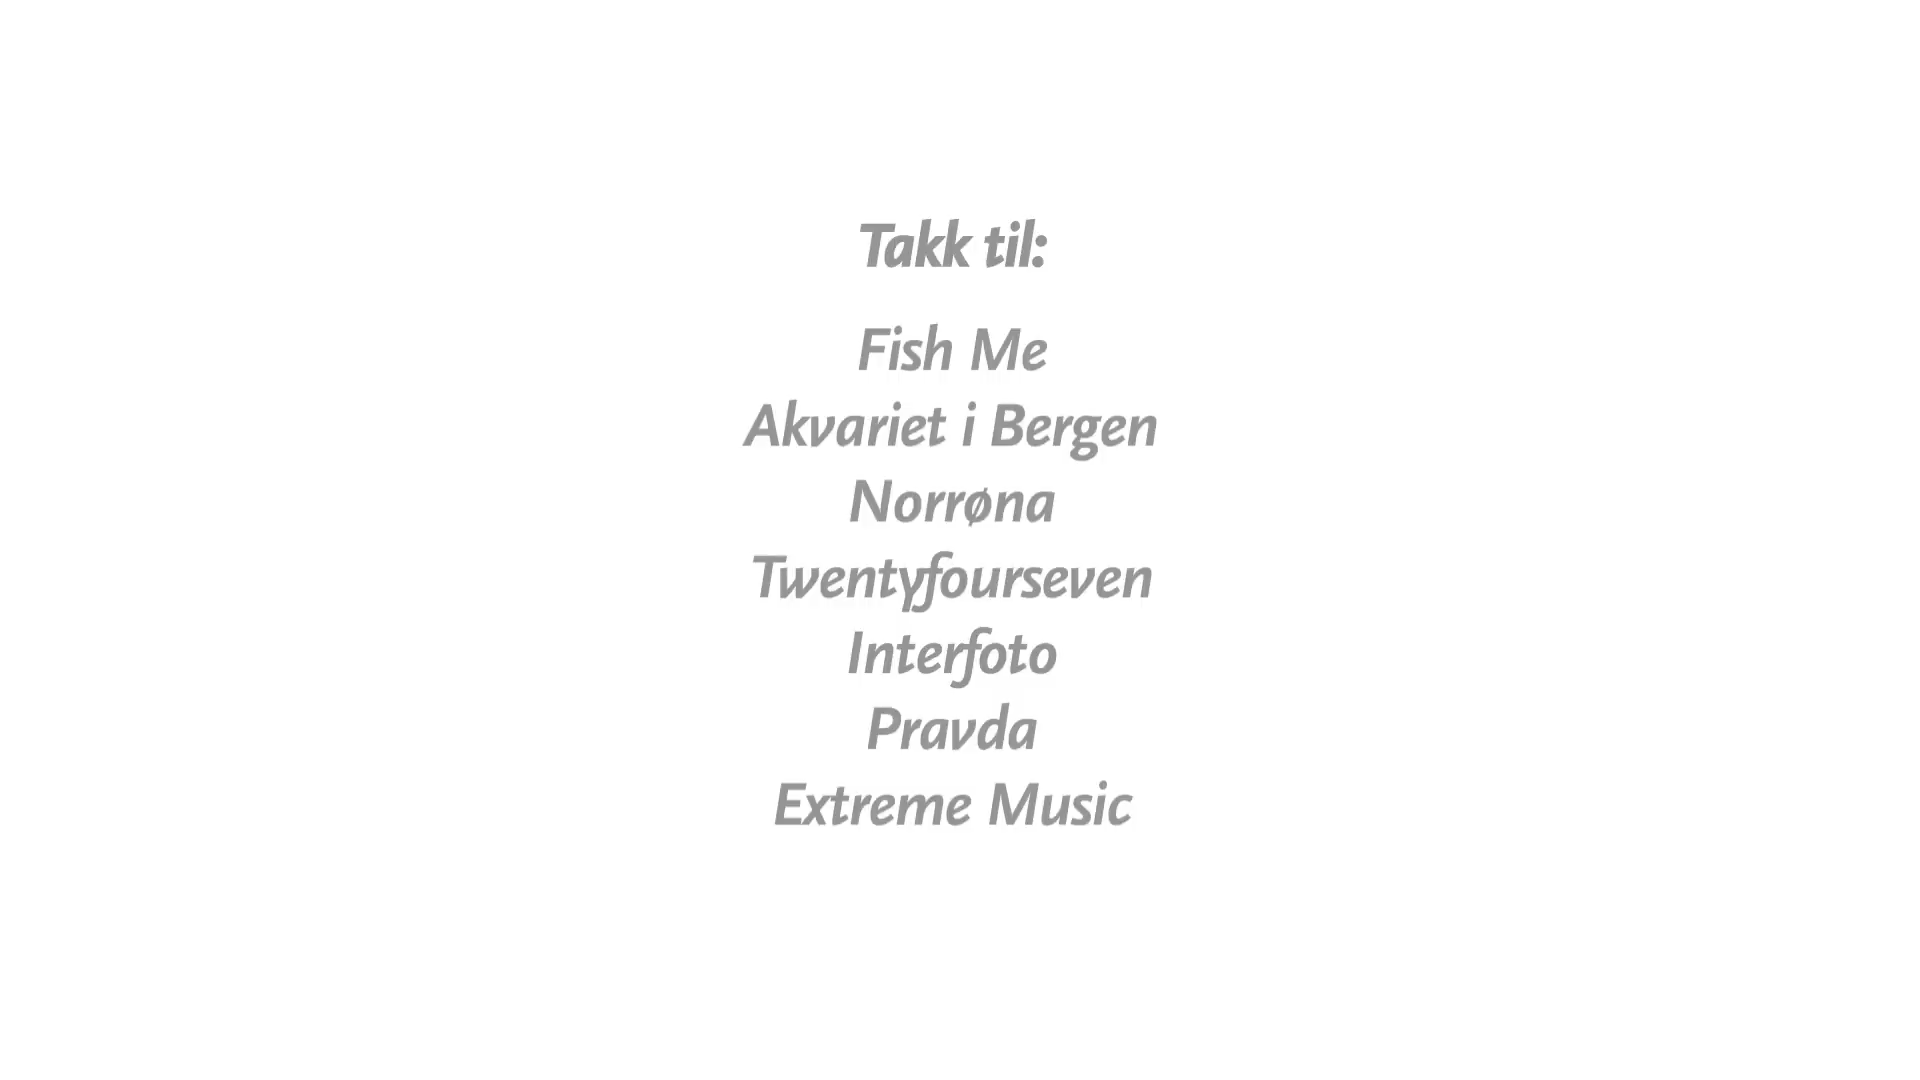 Takk til:
Fish Me
Akvariet i Bergen
Norrøna
Twentyfourseven
Interfoto
Pravda
Extreme Music